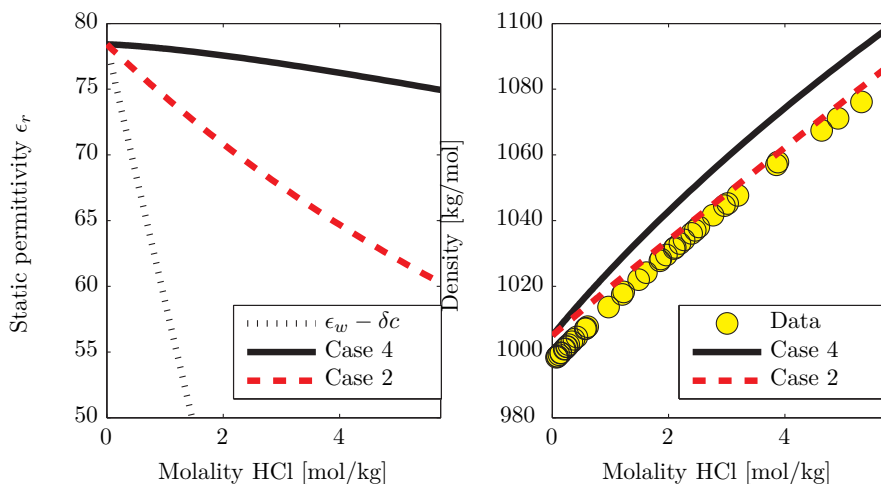 80
75
70
65
60
55
50
0
2
4
Static permittivity ϵ_r
Molality HCl [mol/kg]
ϵ_w − δc
Case 4
Case 2
1100
1080
1060
1040
1020
1000
980
0
2
4
Density [kg/mol]
Molality HCl [mol/kg]
Data
Case 4
Case 2